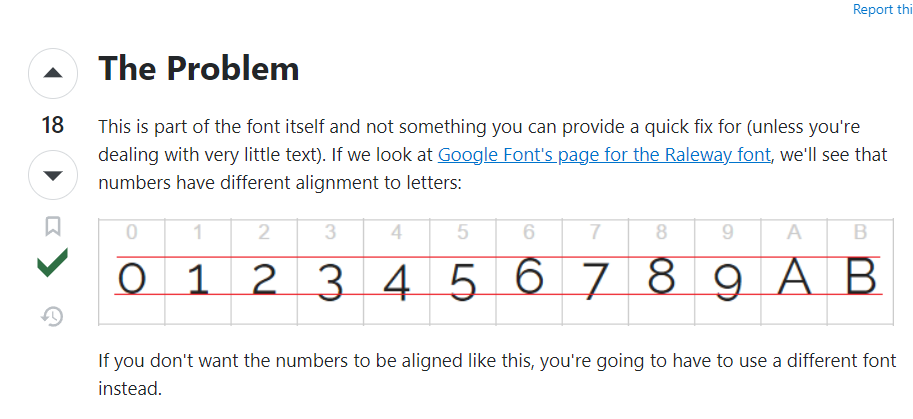 Report thi
The Problem
18
This is part of the font itself and not something you can provide a quick fix for (unless you're
dealing with very little text). If we look at Google Font's page for the Raleway font, we'll see that
numbers have different alignment to letters:
0 1 2 3 4 5 6 7 8 9 A B
0 1 2 3 4 5 6 7 8 9 A B
If you don't want the numbers to be aligned like this, you're going to have to use a different font
instead.